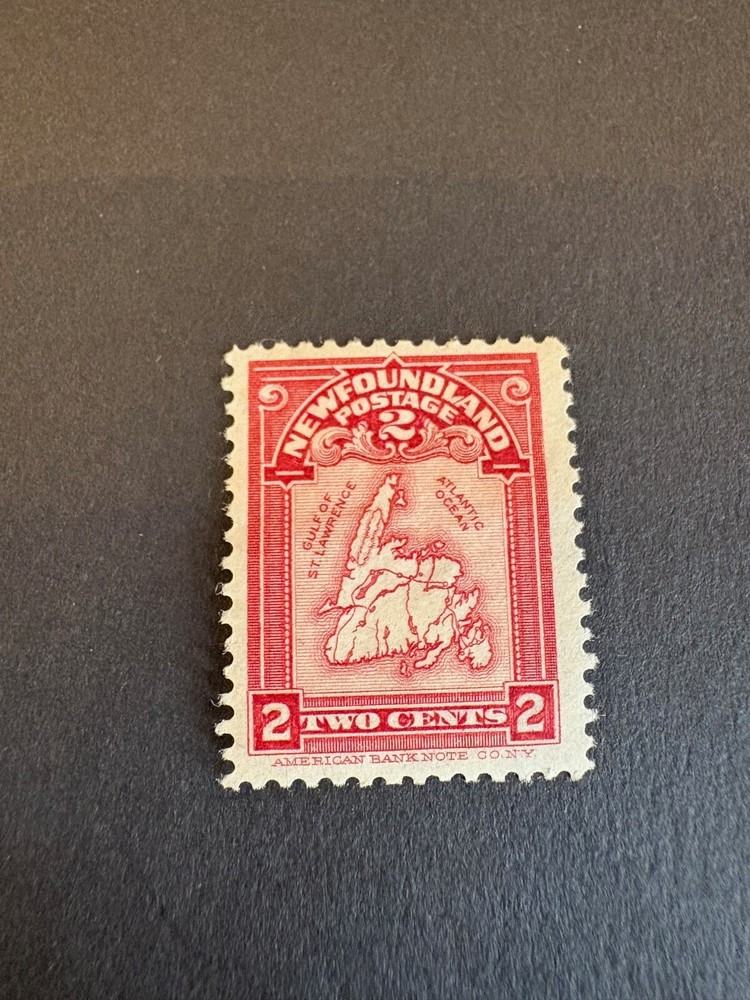 NEWFOUNDLAND
POSTAGE
2
GULF OF
ST. LAWRENCE
ATLANTIC
OCEAN
2 TWO CENTS 2
AMERICAN BANK NOTE CO. N.Y.